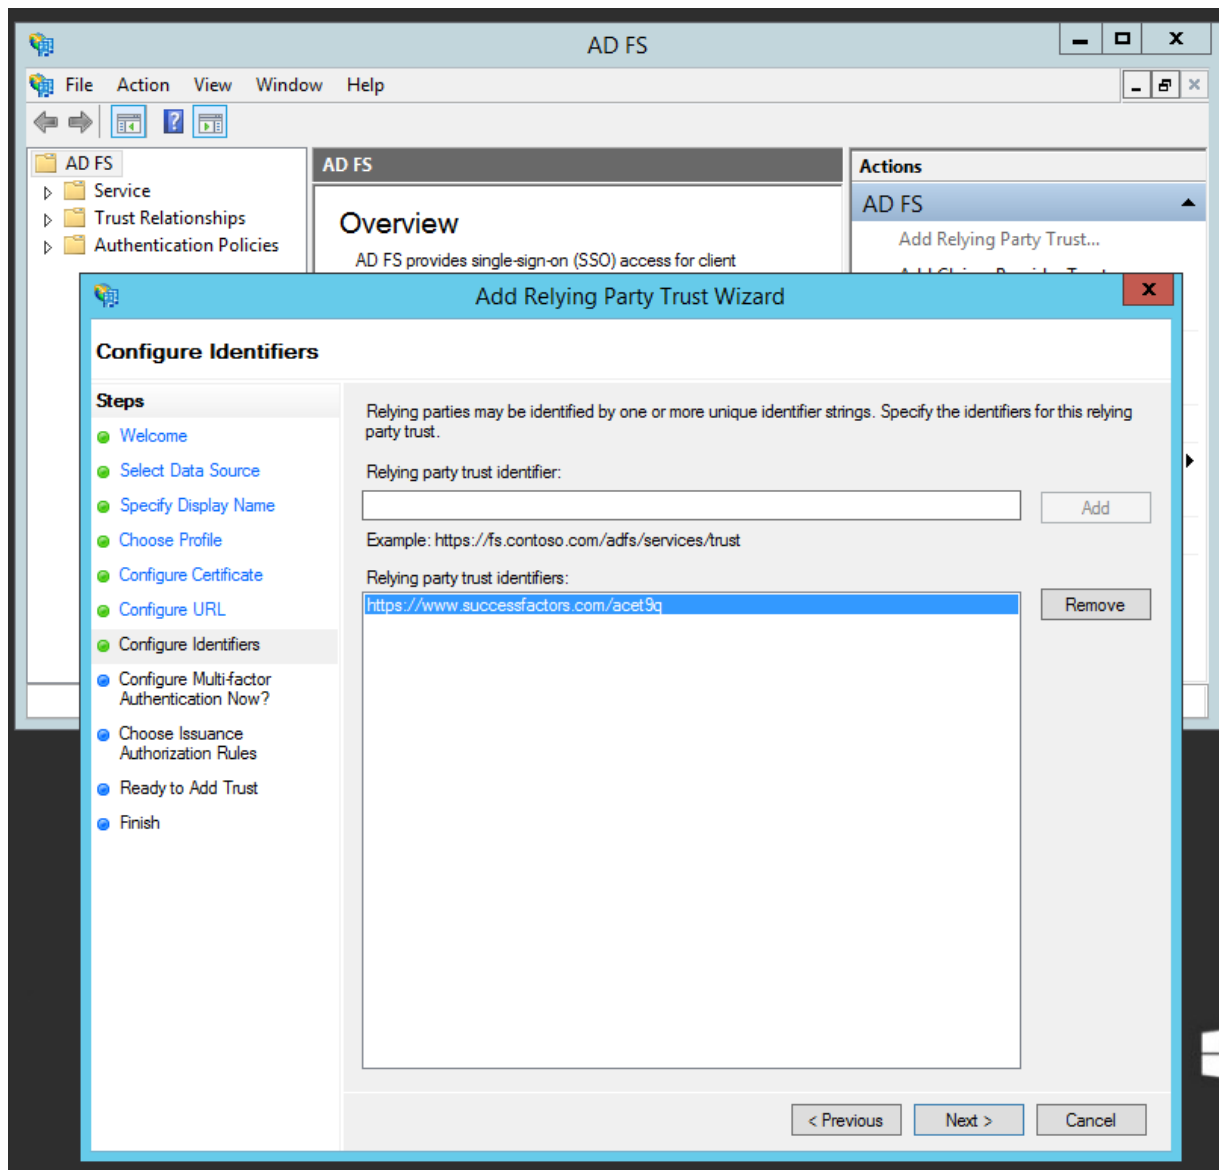 AD FS
File Action View Window Help
AD FS
Service
Trust Relationships
Authentication Policies
AD FS
Overview
AD FS provides single-sign-on (SSO) access for client
Actions
AD FS
Add Relying Party Trust...
Add Claims Provider Trust
Add Relying Party Trust Wizard
Configure Identifiers
Steps
Welcome
Select Data Source
Specify Display Name
Choose Profile
Configure Certificate
Configure URL
Configure Identifiers
Configure Multi-factor
Authentication Now?
Choose Issuance
Authorization Rules
Ready to Add Trust
Finish
Relying parties may be identified by one or more unique identifier strings. Specify the identifiers for this relying
party trust.
Relying party trust identifier:
Add
Example: https://fs.contoso.com/adfs/services/trust
Relying party trust identifiers:
https://www.successfactors.com/acet9q
Remove
< Previous
Next >
Cancel